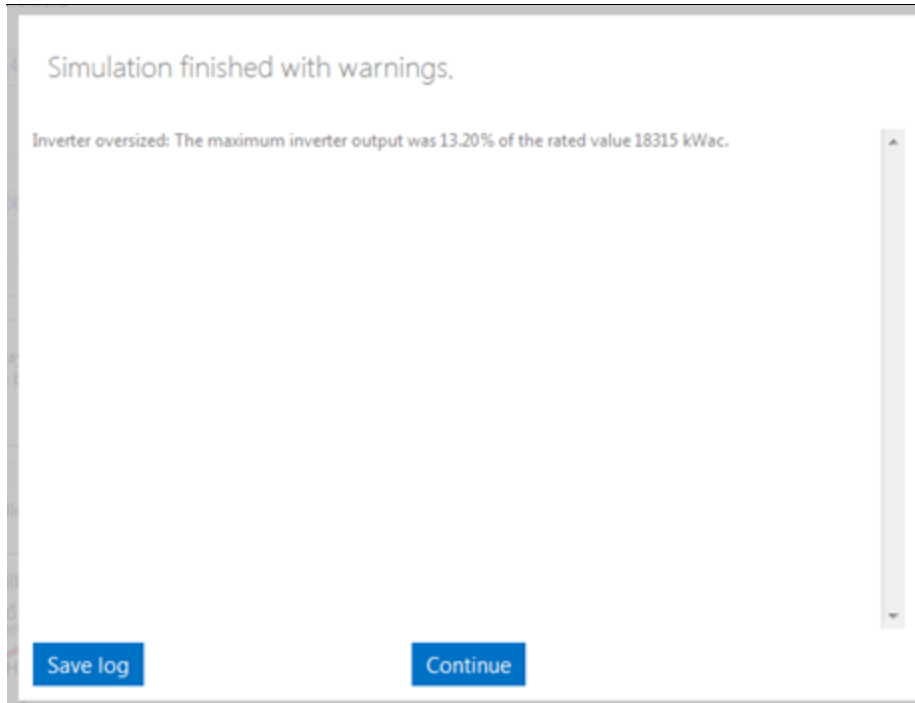 Simulation finished with warnings.
Inverter oversized: The maximum inverter output was 13.20% of the rated value 18315 kWac.
Save log
Continue